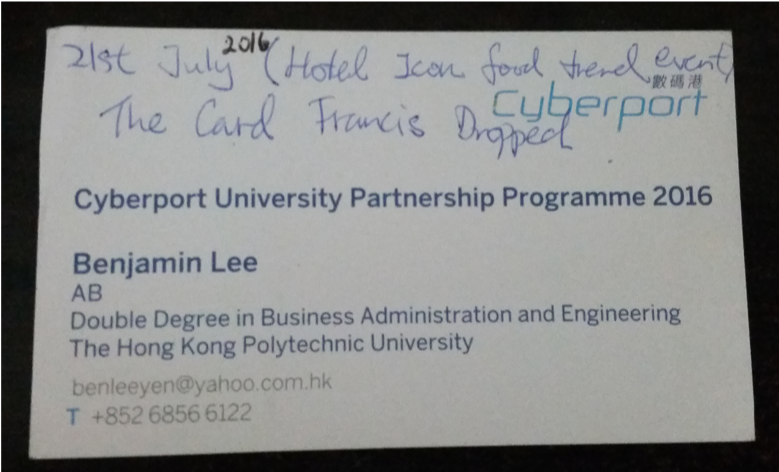 21st July 2016 (Hotel Icon food trend event)
數碼港
Cyberport
The Card Francis Dropped
Cyberport University Partnership Programme 2016
Benjamin Lee
AB
Double Degree in Business Administration and Engineering
The Hong Kong Polytechnic University
benleeyen@yahoo.com.hk
T +852 6856 6122